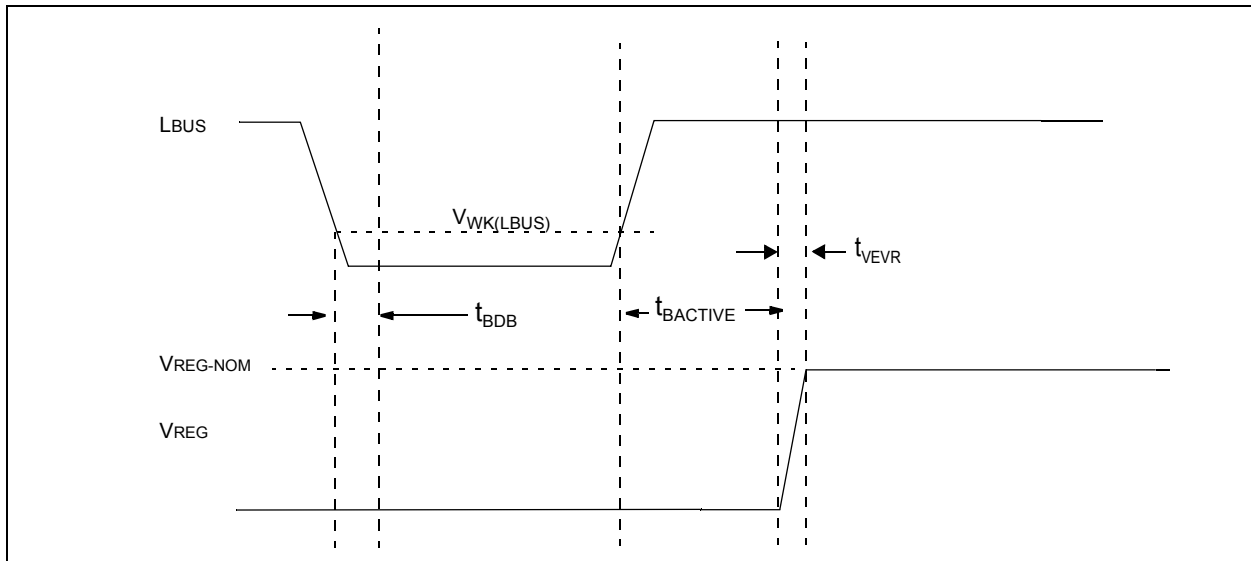 LBUS
VWK(LBUS)
tVEVR
tBDB
tBACTIVE
VREG-NOM
VREG